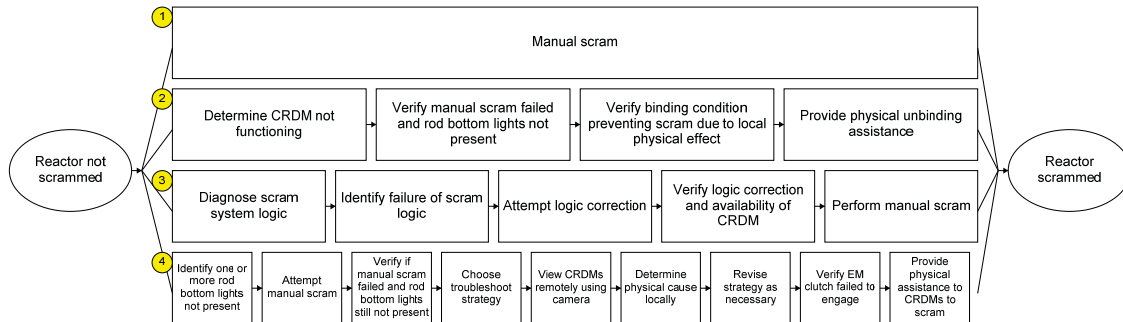 1
Manual scram
2
Determine CRDM not
functioning
Verify manual scram failed
and rod bottom lights not
present
Verify binding condition
preventing scram due to local
physical effect
Provide physical unbinding
assistance
Reactor not
scrammed
Reactor
scrammed
3
Diagnose scram
system logic
Identify failure of scram
logic
Attempt logic correction
Verify logic correction
and availability of
CRDM
Perform manual scram
4
Identify one or
more rod
bottom lights
not present
Attempt
manual scram
Verify if
manual scram
failed and rod
bottom lights
still not present
Choose
troubleshoot
strategy
View CRDMs
remotely using
camera
Determine
physical cause
locally
Revise
strategy as
necessary
Verify EM
clutch failed to
engage
Provide
physical
assistance to
CRDMs to
scram